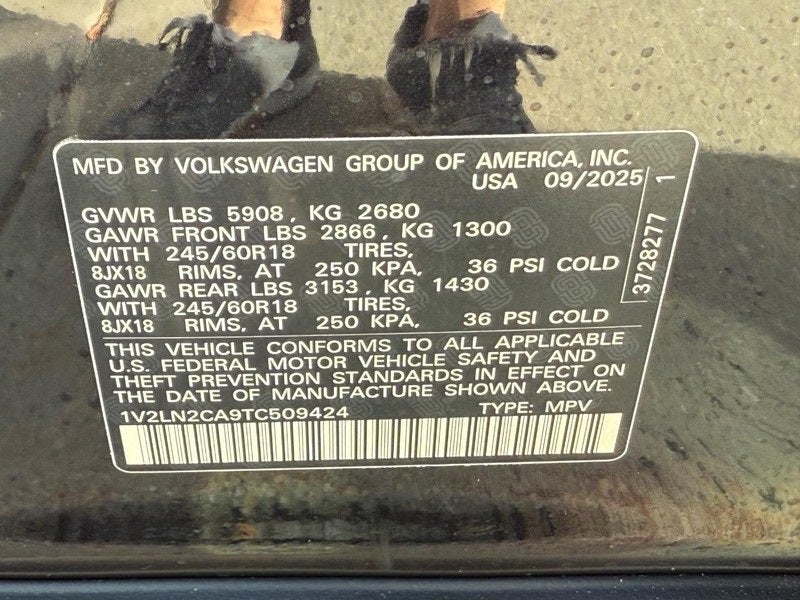 MFD BY VOLKSWAGEN GROUP OF AMERICA, INC.
USA 09/2025
GVWR LBS 5908, KG 2680
GAWR FRONT LBS 2866, KG 1300
WITH 245/60R18 TIRES,
8JX18 RIMS, AT 250 KPA, 36 PSI COLD
GAWR REAR LBS 3153, KG 1430
WITH 245/60R18 TIRES,
8JX18 RIMS, AT 250 KPA, 36 PSI COLD
THIS VEHICLE CONFORMS TO ALL APPLICABLE
U.S. FEDERAL MOTOR VEHICLE SAFETY AND
THEFT PREVENTION STANDARDS IN EFFECT ON
THE DATE OF MANUFACTURE SHOWN ABOVE.
1V2LN2CA9TC509424 TYPE: MPV
3728277 1